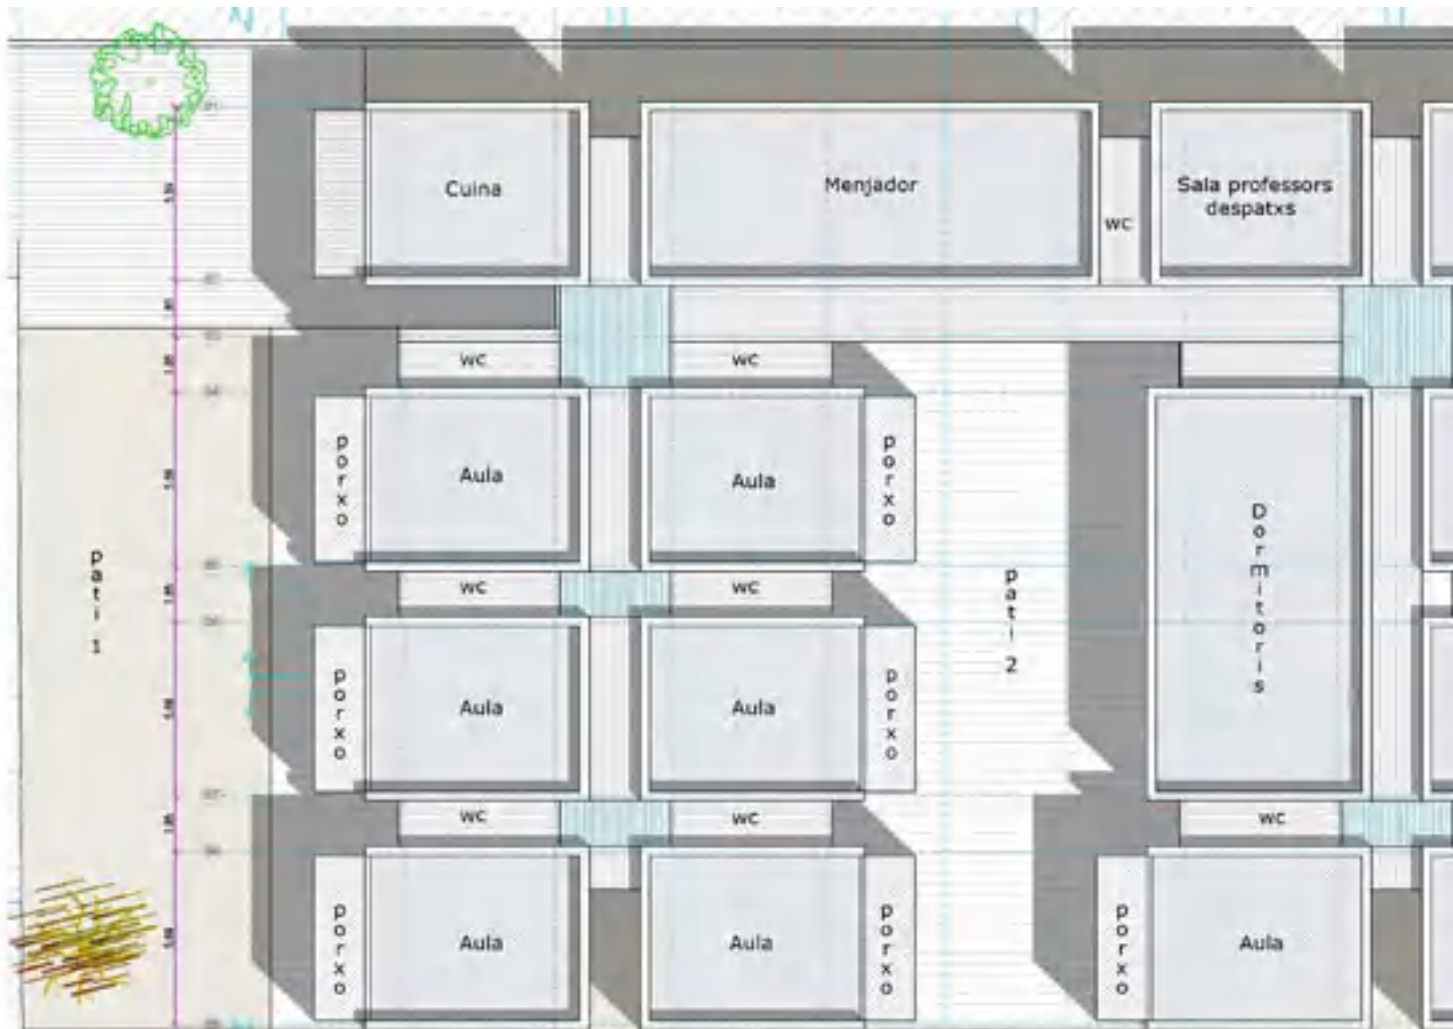 Cuina
Menjador
Sala professors
despatxs
wc
wc
wc
porxo
Aula
Aula
porxo
Dormitoris
pati 1
pati 2
wc
wc
porxo
Aula
Aula
porxo
wc
wc
wc
porxo
Aula
Aula
porxo
porxo
Aula